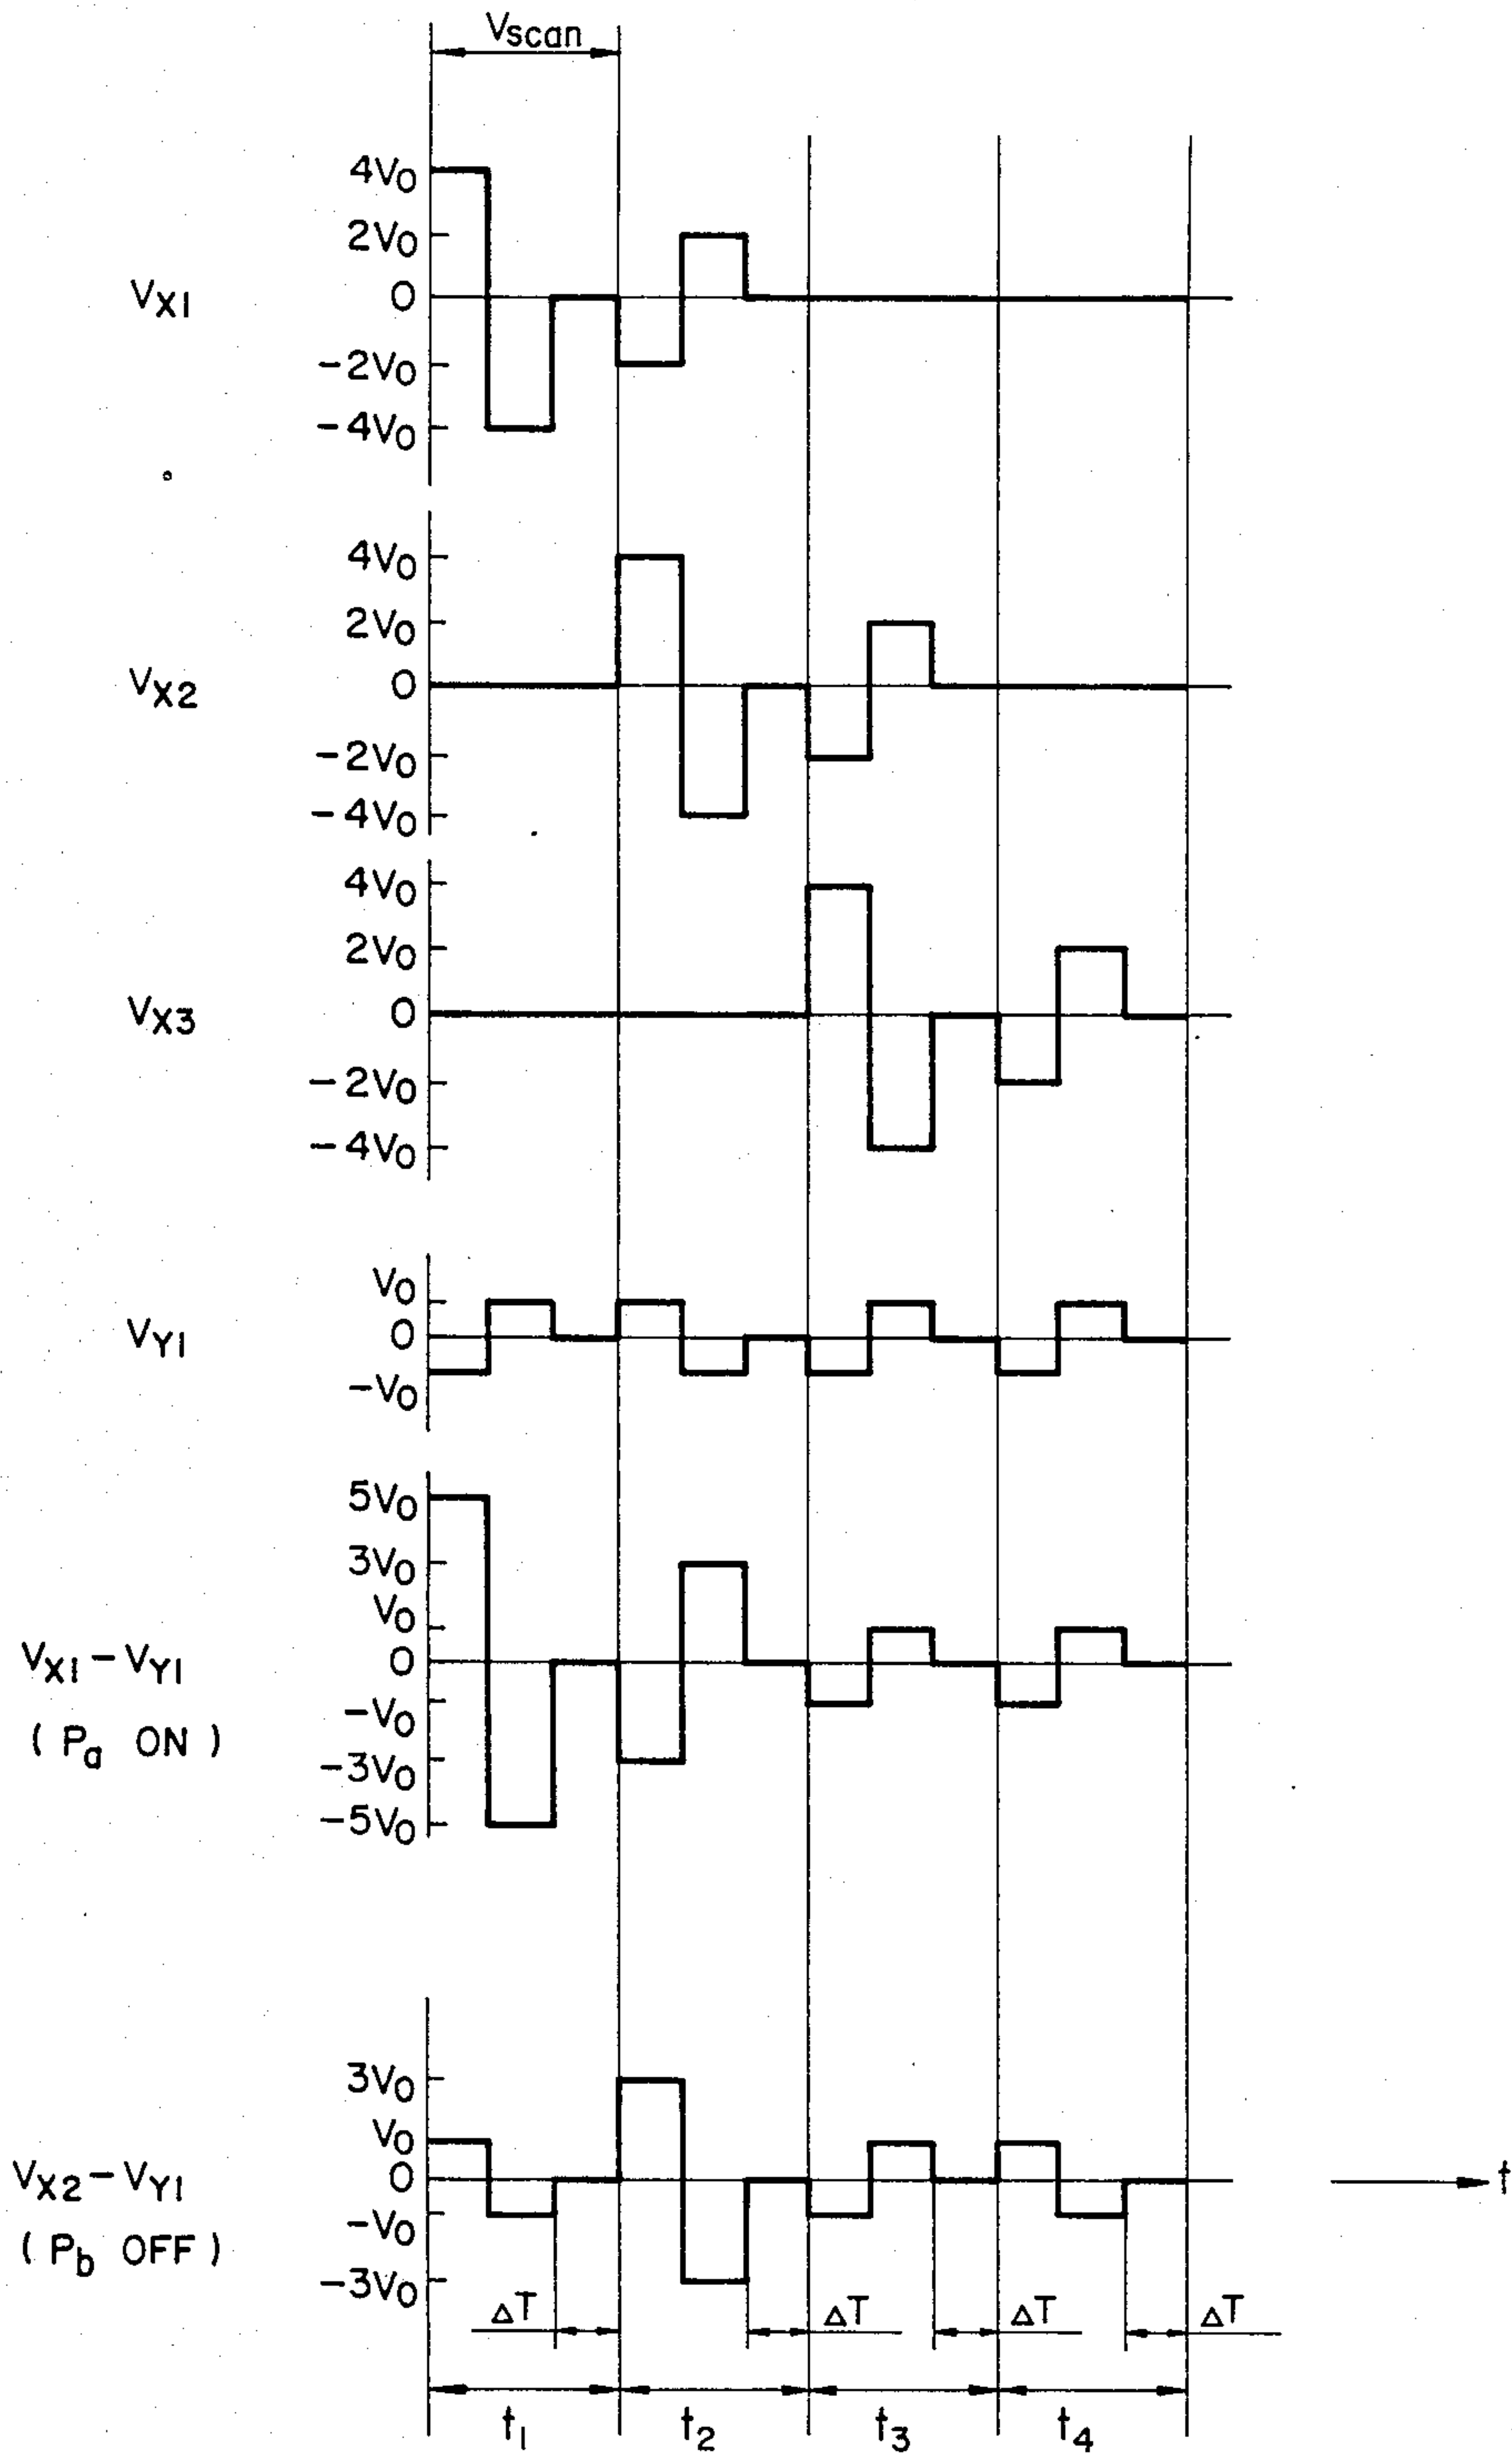 Vscan
4V0
2V0
VX1 0
-2V0
-4V0
4V0
2V0
VX2 0
-2V0
-4V0
4V0
2V0
VX3 0
-2V0
-4V0
V0
VY1 0
-V0
5V0
3V0
V0
VX1-VY1 0
-V0
(Pa ON)
-3V0
-5V0
3V0
V0
VX2-VY1 0 t
-V0
(Pb OFF)
-3V0
ΔT ΔT ΔT ΔT
t1 t2 t3 t4